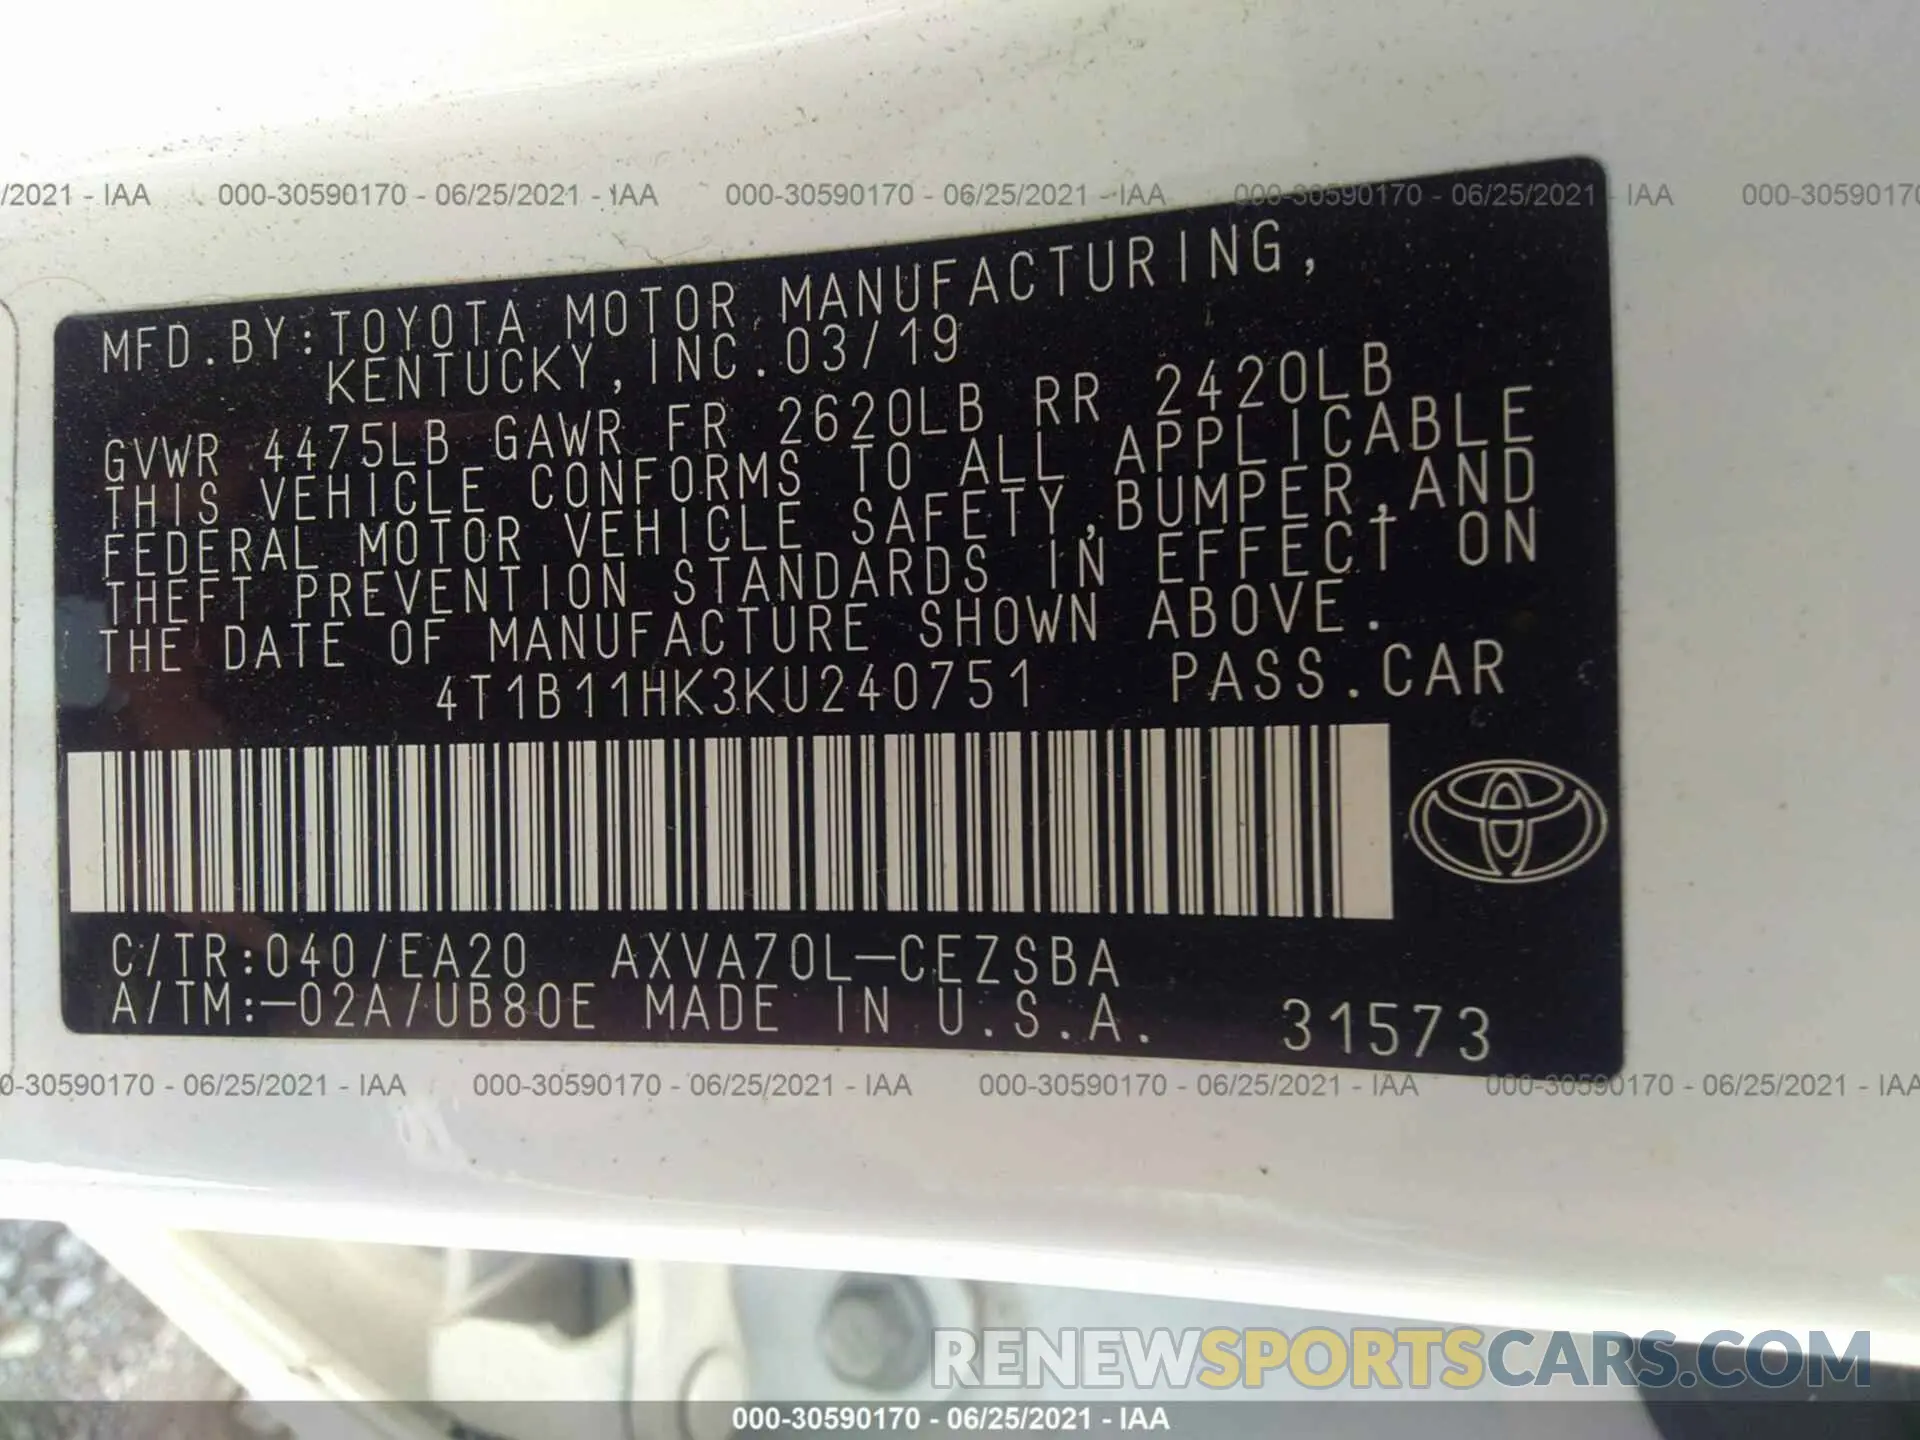 /2021 - IAA 000-30590170 - 06/25/2021 - IAA 000-30590170 - 06/25/2021 - IAA 000-30590170 - 06/25/2021 - IAA 000-30590170
MFD.BY:TOYOTA MOTOR MANUFACTURING,
KENTUCKY,INC.03/19
GVWR 4475LB GAWR FR 2620LB RR 2420LB
THIS VEHICLE CONFORMS TO ALL APPLICABLE
FEDERAL MOTOR VEHICLE SAFETY,BUMPER,AND
THEFT PREVENTION STANDARDS IN EFFECT ON
THE DATE OF MANUFACTURE SHOWN ABOVE.
4T1B11HK3KU240751 PASS.CAR
C/TR:040/EA20 AXVA70L-CEZSBA
A/TM:-02A/UB80E MADE IN U.S.A. 31573
0-30590170 - 06/25/2021 - IAA 000-30590170 - 06/25/2021 - IAA 000-30590170 - 06/25/2021 - IAA 000-30590170 - 06/25/2021 - IAA
RENEWSPORTSCARS.COM
000-30590170 - 06/25/2021 - IAA